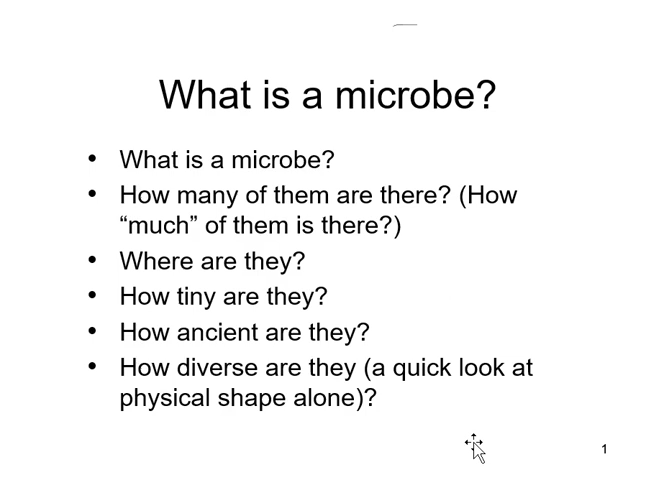 What is a microbe?
• What is a microbe?
• How many of them are there? (How
“much” of them is there?)
• Where are they?
• How tiny are they?
• How ancient are they?
• How diverse are they (a quick look at
physical shape alone)?
1